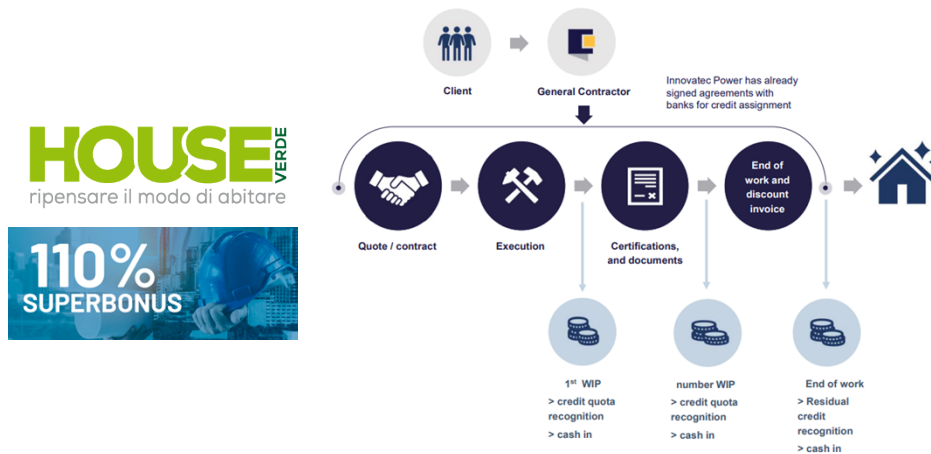 HOUSE
VERDE
ripensare il modo di abitare
110%
SUPERBONUS
Client
General Contractor
Innovatec Power has already
signed agreements with
banks for credit assignment
Quote / contract
Execution
Certifications,
and documents
End of
work and
discount
invoice
1st WIP
> credit quota
recognition
> cash in
number WIP
> credit quota
recognition
> cash in
End of work
> Residual
credit
recognition
> cash in